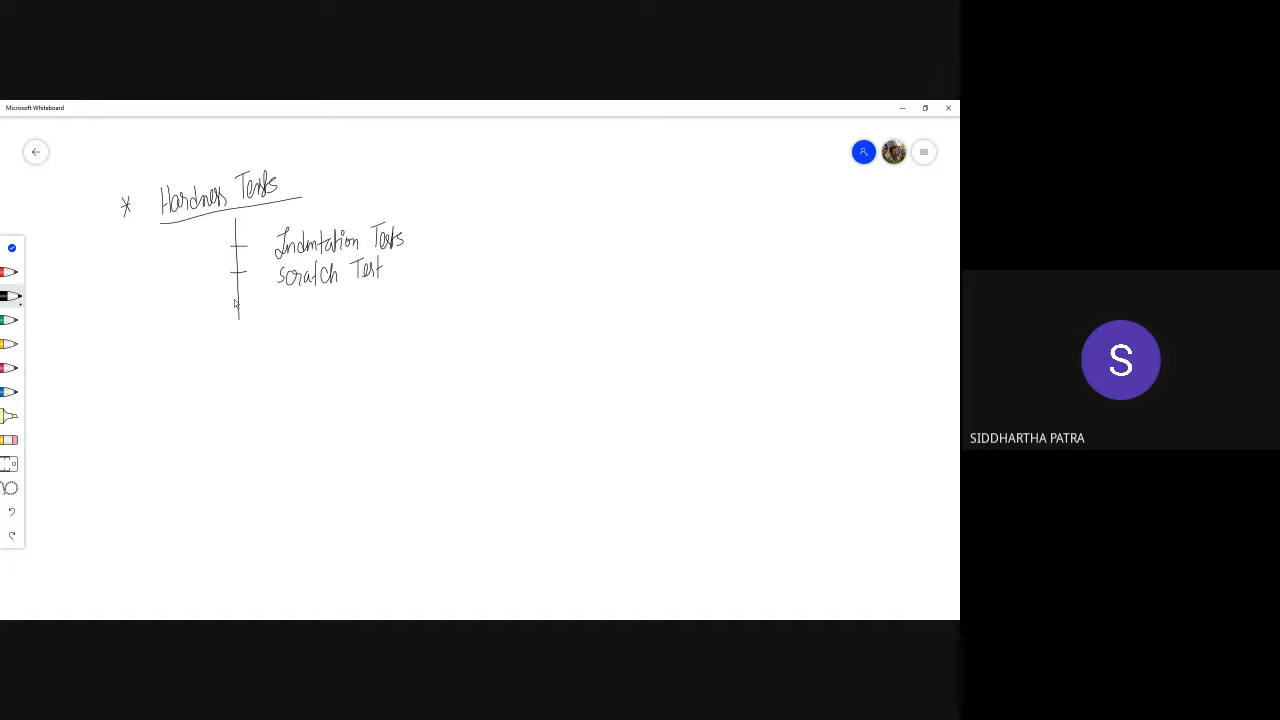 Microsoft Whiteboard
* Hardness Tests
Indentation Tests
Scratch Test
S
SIDDHARTHA PATRA